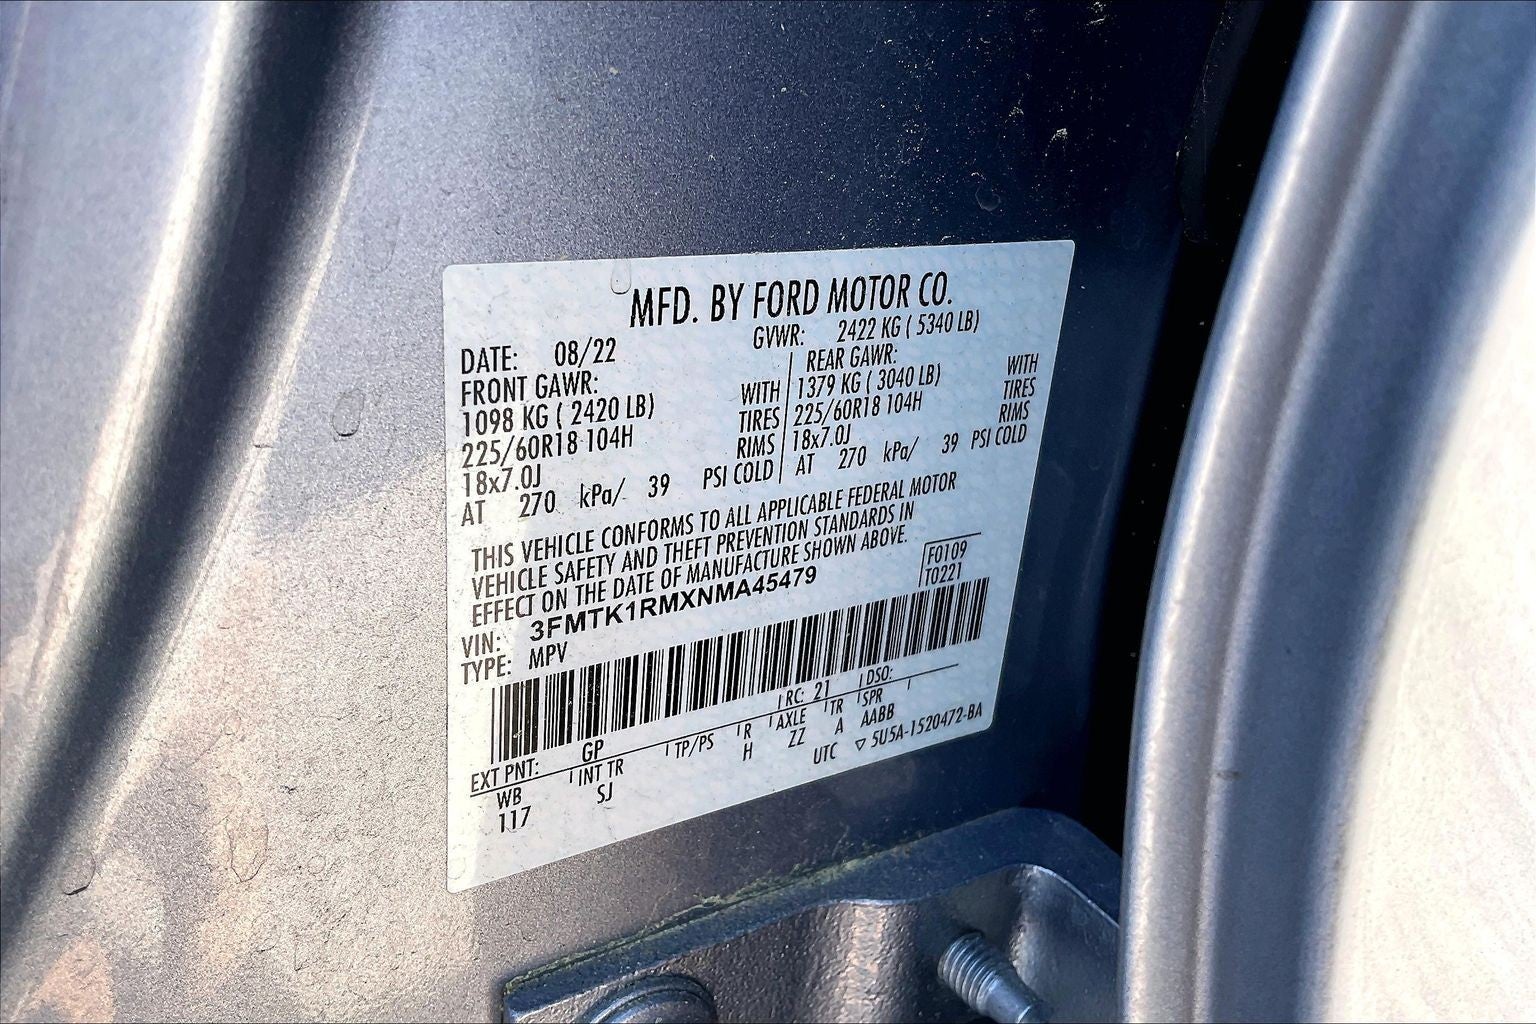 MFD. BY FORD MOTOR CO.
DATE: 08/22 GVWR: 2422 KG ( 5340 LB)
FRONT GAWR: REAR GAWR:
1098 KG ( 2420 LB) WITH 1379 KG ( 3040 LB) WITH
225/60R18 104H TIRES 225/60R18 104H TIRES
18x7.0J RIMS 18x7.0J RIMS
AT 270 kPa/ 39 PSI COLD AT 270 kPa/ 39 PSI COLD
THIS VEHICLE CONFORMS TO ALL APPLICABLE FEDERAL MOTOR
VEHICLE SAFETY AND THEFT PREVENTION STANDARDS IN
EFFECT ON THE DATE OF MANUFACTURE SHOWN ABOVE.
F0109
T0221
VIN: 3FMTK1RMXNMA45479
TYPE: MPV
EXT PNT: GP RC: 21 DSO:
WB INT TR TP/PS R AXLE TR SPR
117 SJ H ZZ A AABB
UTC ▽ 5U5A-1520472-BA